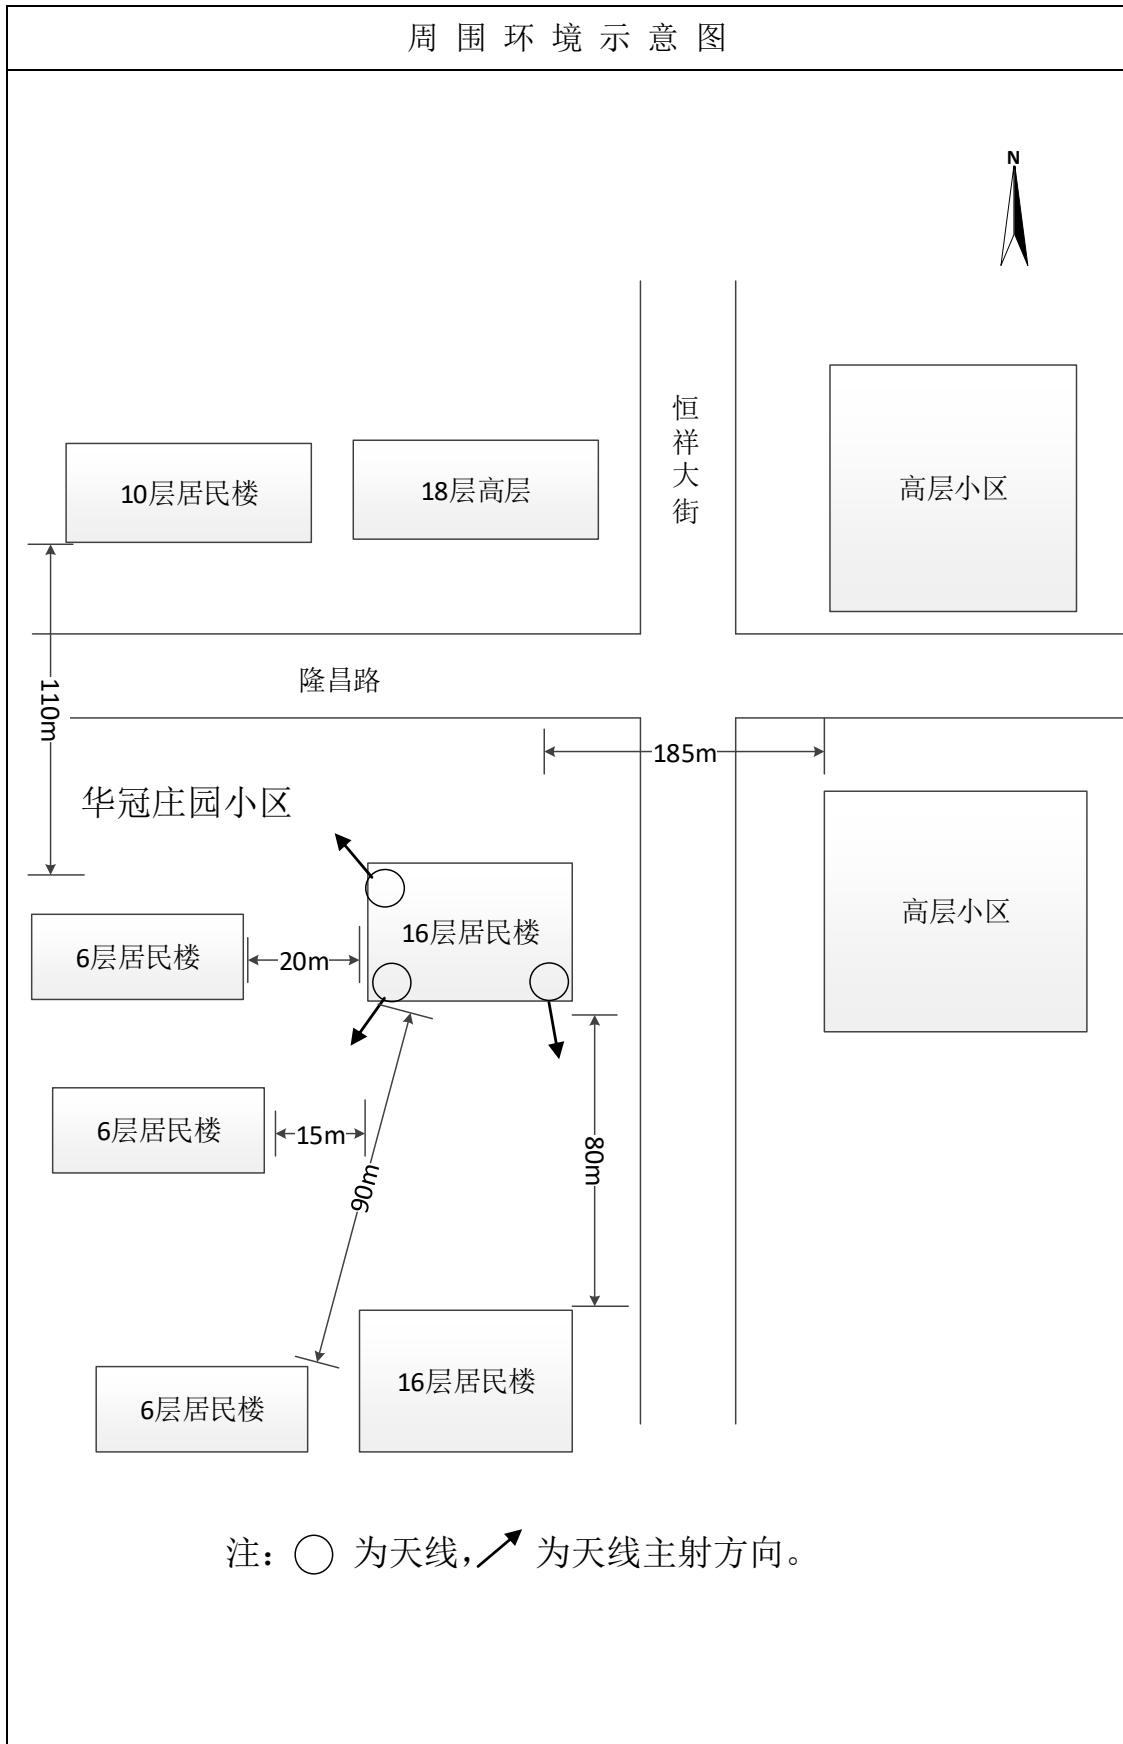 周围环境示意图
N
恒祥大街
10层居民楼
18层高层
高层小区
隆昌路
110m
185m
华冠庄园小区
16层居民楼
高层小区
6层居民楼
20m
6层居民楼
15m
80m
90m
16层居民楼
6层居民楼
注: 为天线, 为天线主射方向。